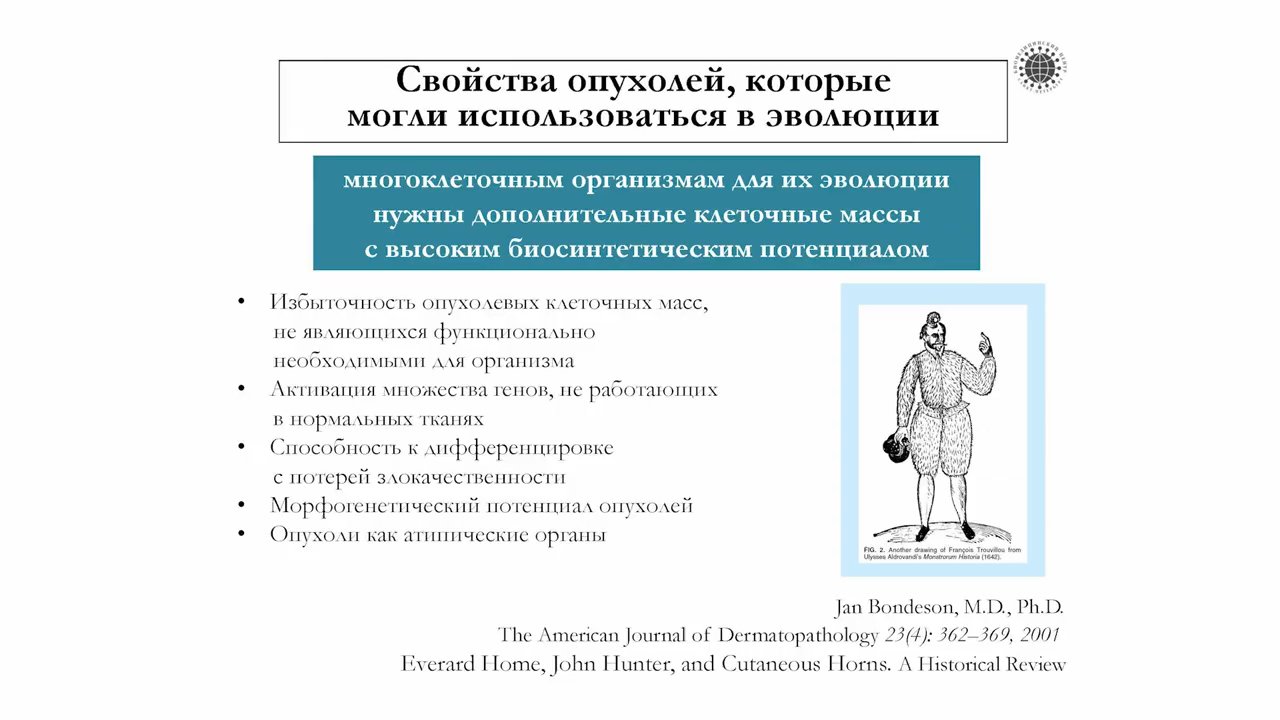 Свойства опухолей, которые
могли использоваться в эволюции
БИОМЕДИЦИНСКИЙ ЦЕНТР
многоклеточным организмам для их эволюции
нужны дополнительные клеточные массы
с высоким биосинтетическим потенциалом
• Избыточность опухолевых клеточных масс,
не являющихся функционально
необходимыми для организма
• Активация множества генов, не работающих
в нормальных тканях
• Способность к дифференцировке
с потерей злокачественности
• Морфогенетический потенциал опухолей
• Опухоли как атипические органы
FIG. 2. Another drawing of François Trouvillou from
Ulysses Aldrovandi's Monstrorum Historia (1642).
Jan Bondeson, M.D., Ph.D.
The American Journal of Dermatopathology 23(4): 362–369, 2001
Everard Home, John Hunter, and Cutaneous Horns. A Historical Review